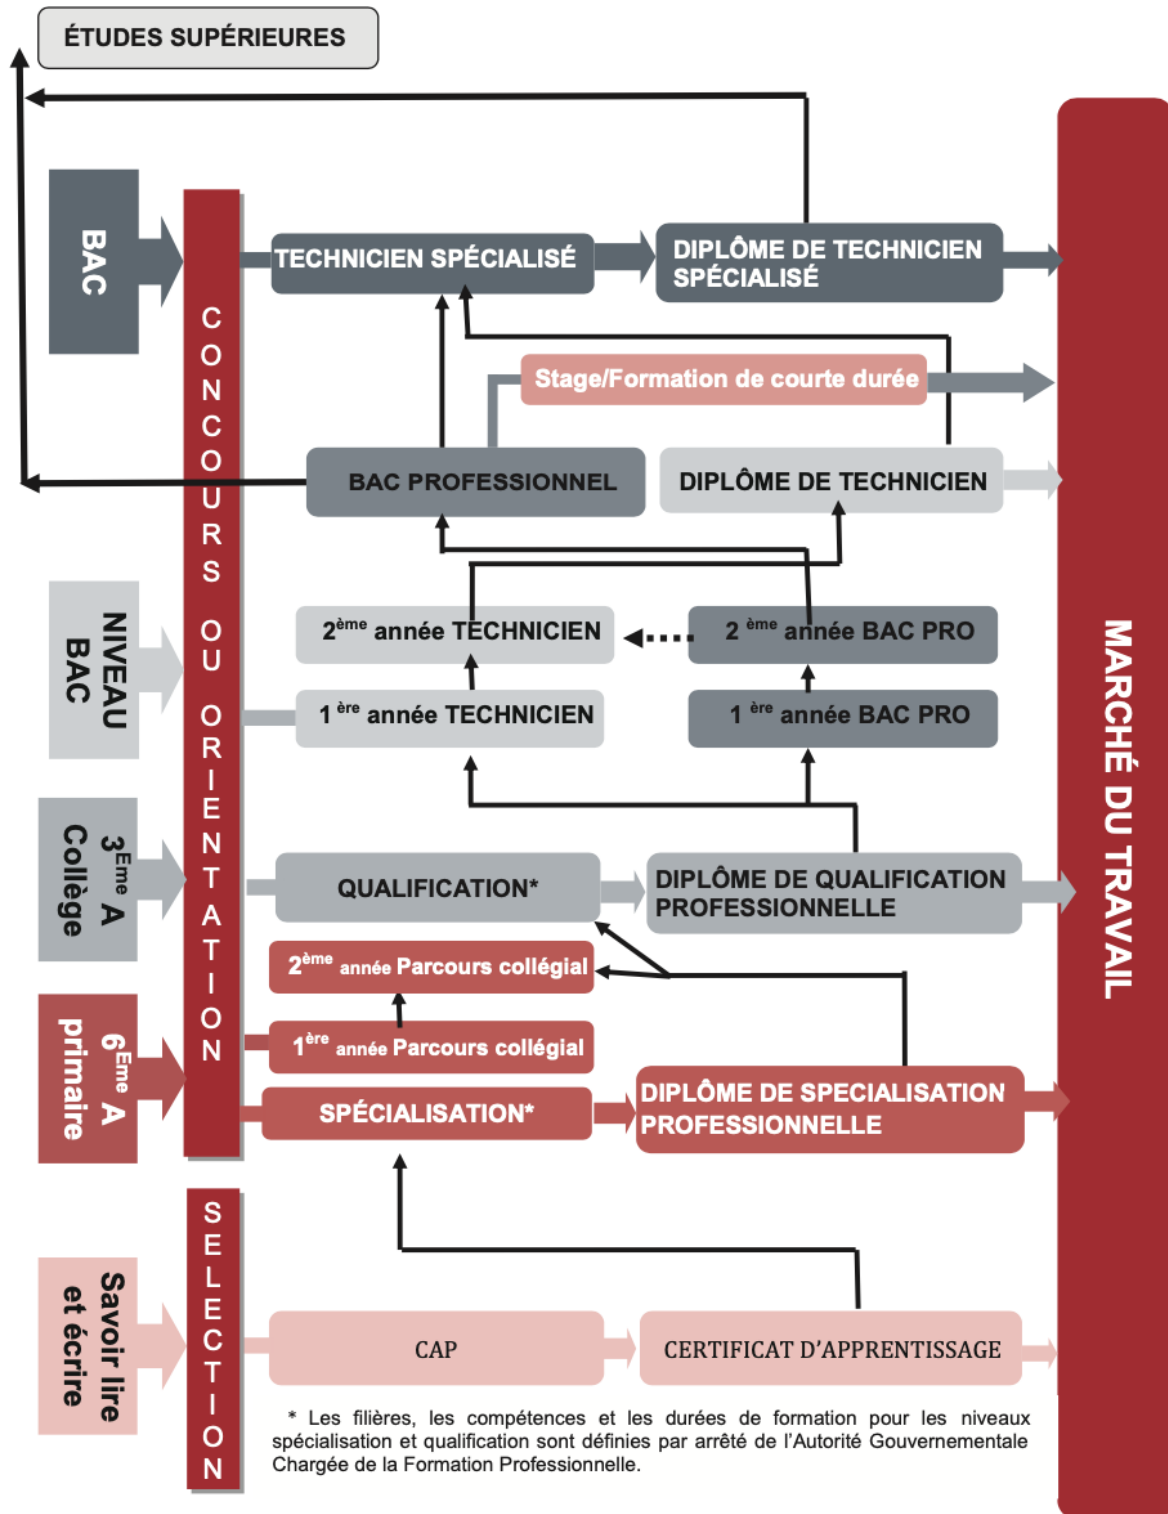 ÉTUDES SUPÉRIEURES
BAC
TECHNICIEN SPÉCIALISÉ
DIPLÔME DE TECHNICIEN
SPÉCIALISÉ
CONCOURS OU ORIENTATION
Stage/Formation de courte durée
BAC PROFESSIONNEL
DIPLÔME DE TECHNICIEN
NIVEAU
BAC
2ème année TECHNICIEN
2 ème année BAC PRO
1 ère année TECHNICIEN
1 ère année BAC PRO
MARCHÉ DU TRAVAIL
3Eme A
Collège
QUALIFICATION*
DIPLÔME DE QUALIFICATION
PROFESSIONNELLE
2ème année Parcours collégial
6Eme A
primaire
1ère année Parcours collégial
SPÉCIALISATION*
DIPLÔME DE SPECIALISATION
PROFESSIONNELLE
SELECTION
Savoir lire
et écrire
CAP
CERTIFICAT D'APPRENTISSAGE
* Les filières, les compétences et les durées de formation pour les niveaux
spécialisation et qualification sont définies par arrêté de l'Autorité Gouvernementale
Chargée de la Formation Professionnelle.